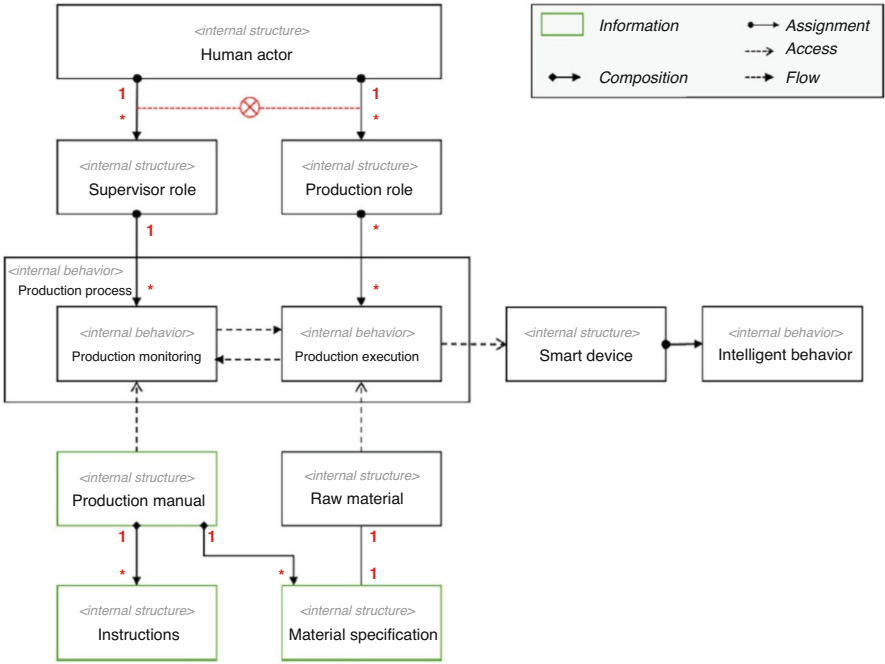 <internal structure>
Human actor
Information
Assignment
Access
Composition
Flow
1
1
*
*
<internal structure>
Supervisor role
<internal structure>
Production role
1
*
<internal behavior>
Production process
*
*
<internal behavior>
Production monitoring
<internal behavior>
Production execution
<internal structure>
Smart device
<internal behavior>
Intelligent behavior
<internal structure>
Production manual
<internal structure>
Raw material
1
1
1
*
*
1
<internal structure>
Instructions
<internal structure>
Material specification